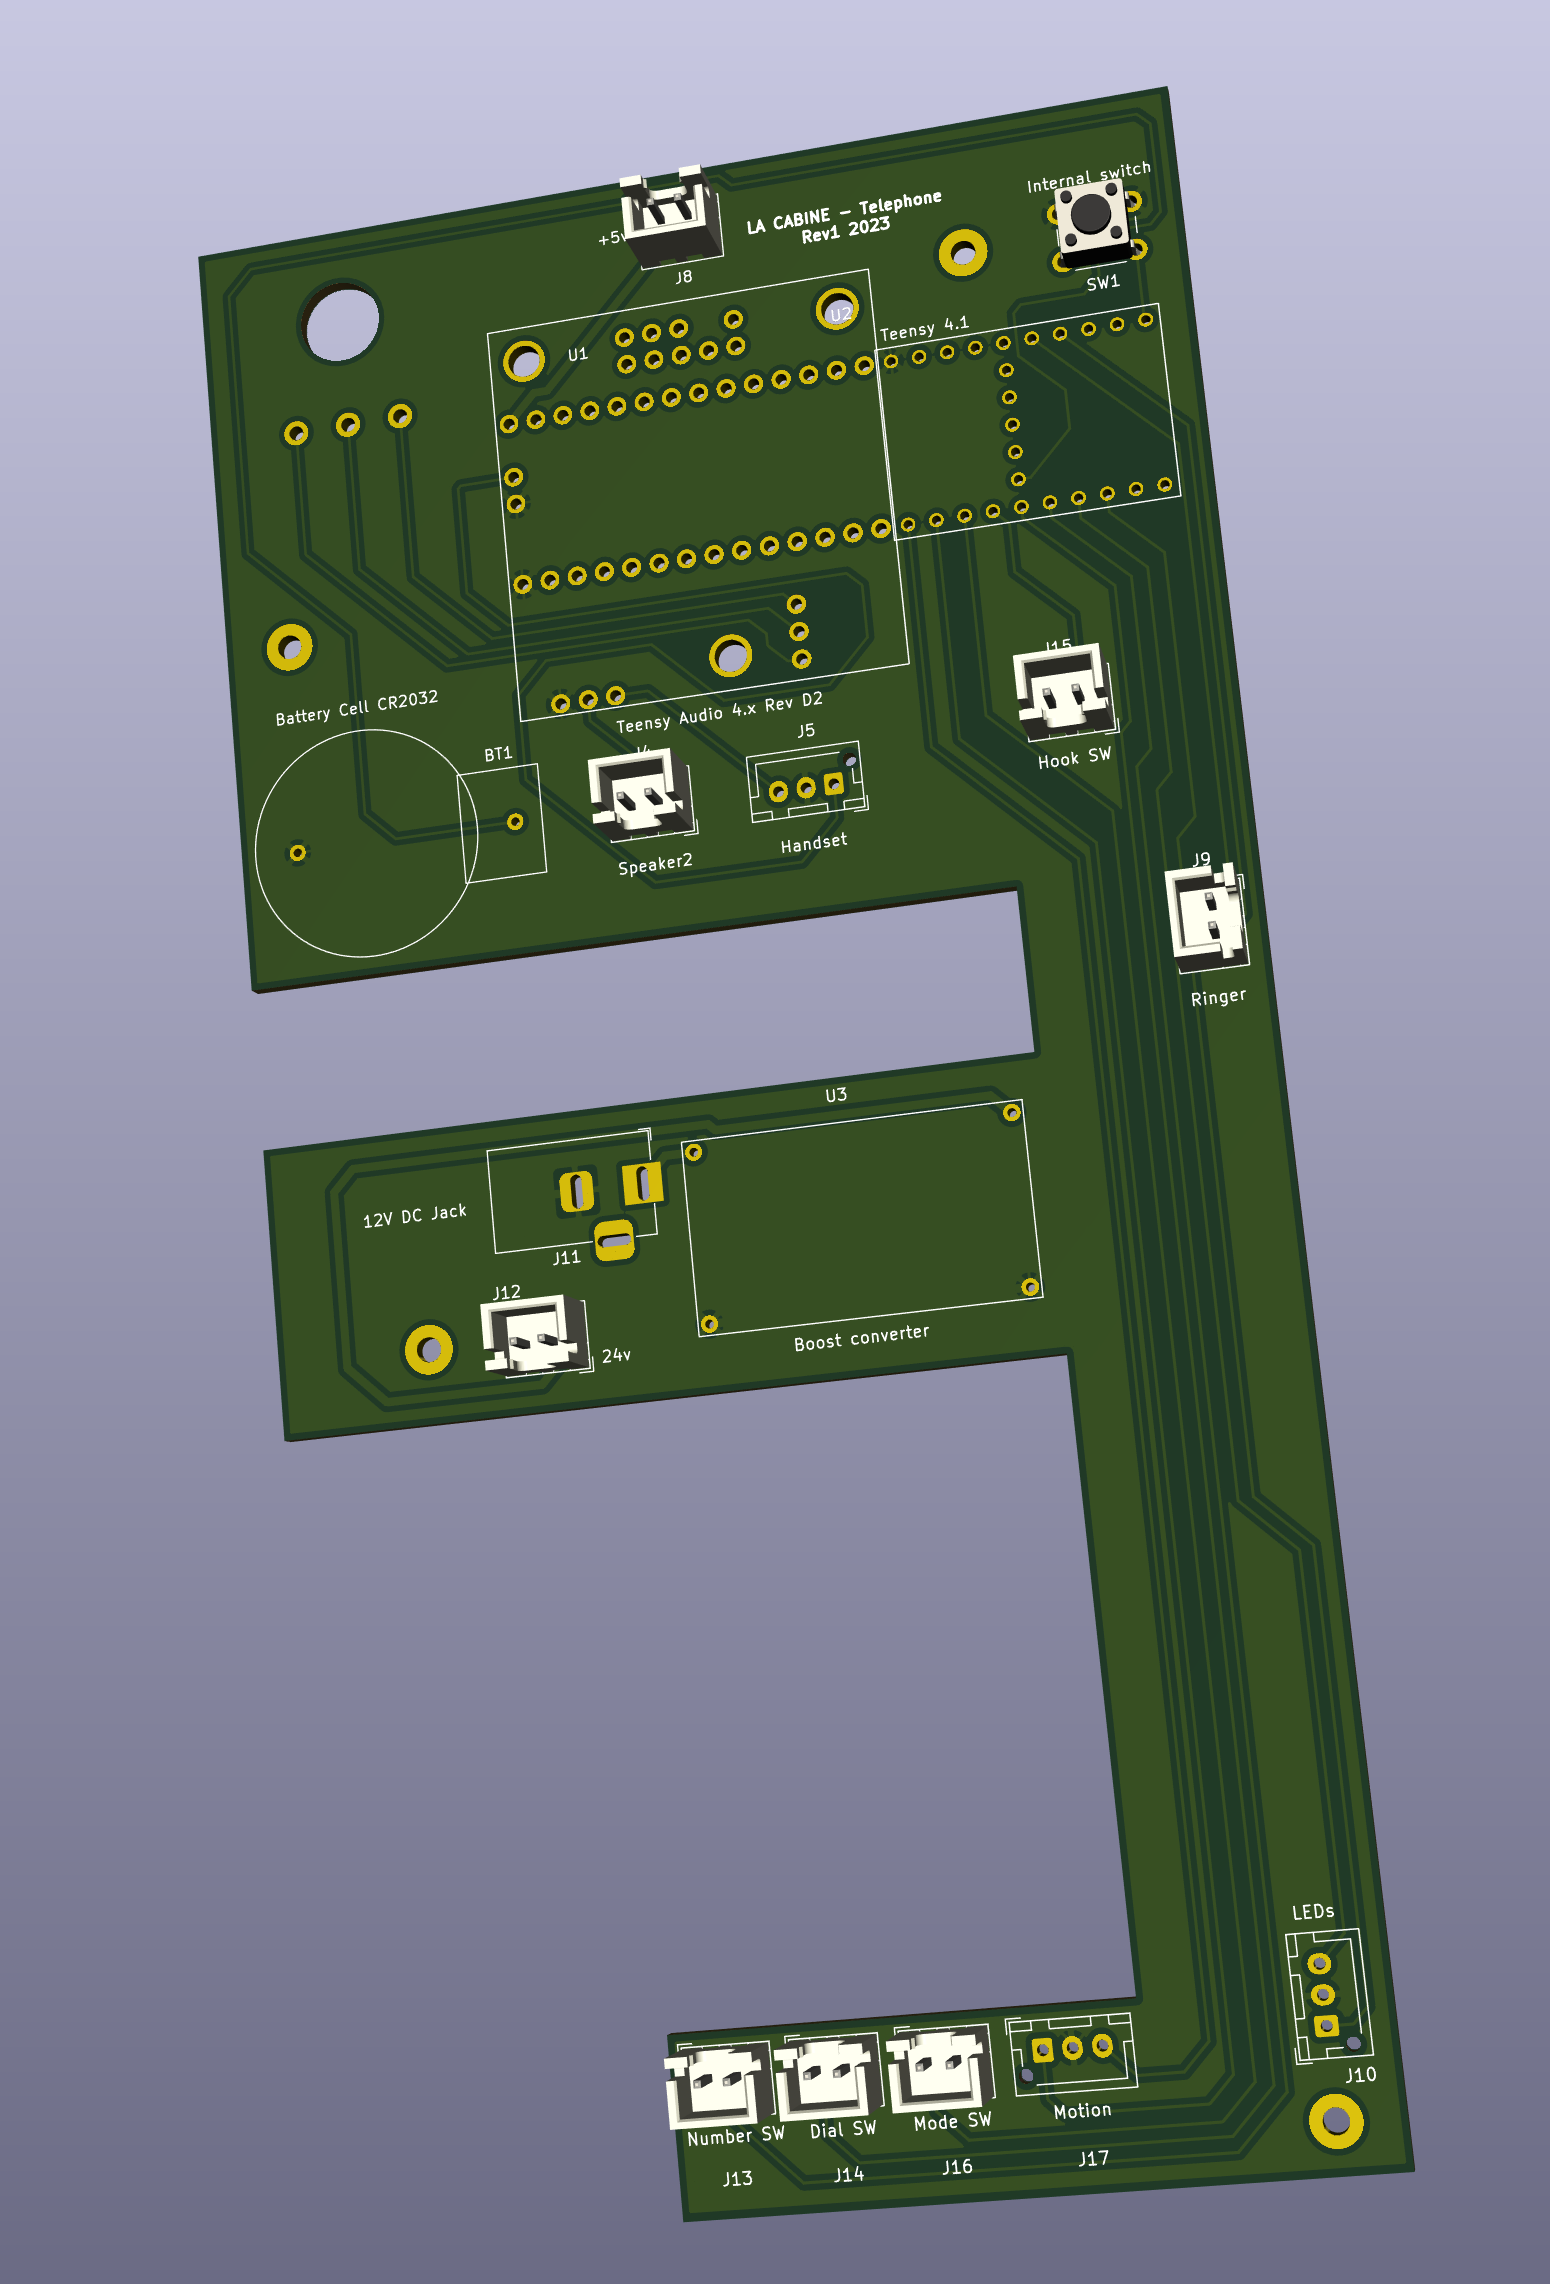 Internal switch
LA CABINE – Telephone
Rev1 2023
+5v
J8
SW1
U2
Teensy 4.1
U1
J15
Battery Cell CR2032
Teensy Audio 4.x Rev D2
J5
BT1
Hook SW
Handset
Speaker2
J9
Ringer
U3
12V DC Jack
J11
J12
24v
Boost converter
LEDs
J10
Number SW
Dial SW
Mode SW
Motion
J13
J14
J16
J17